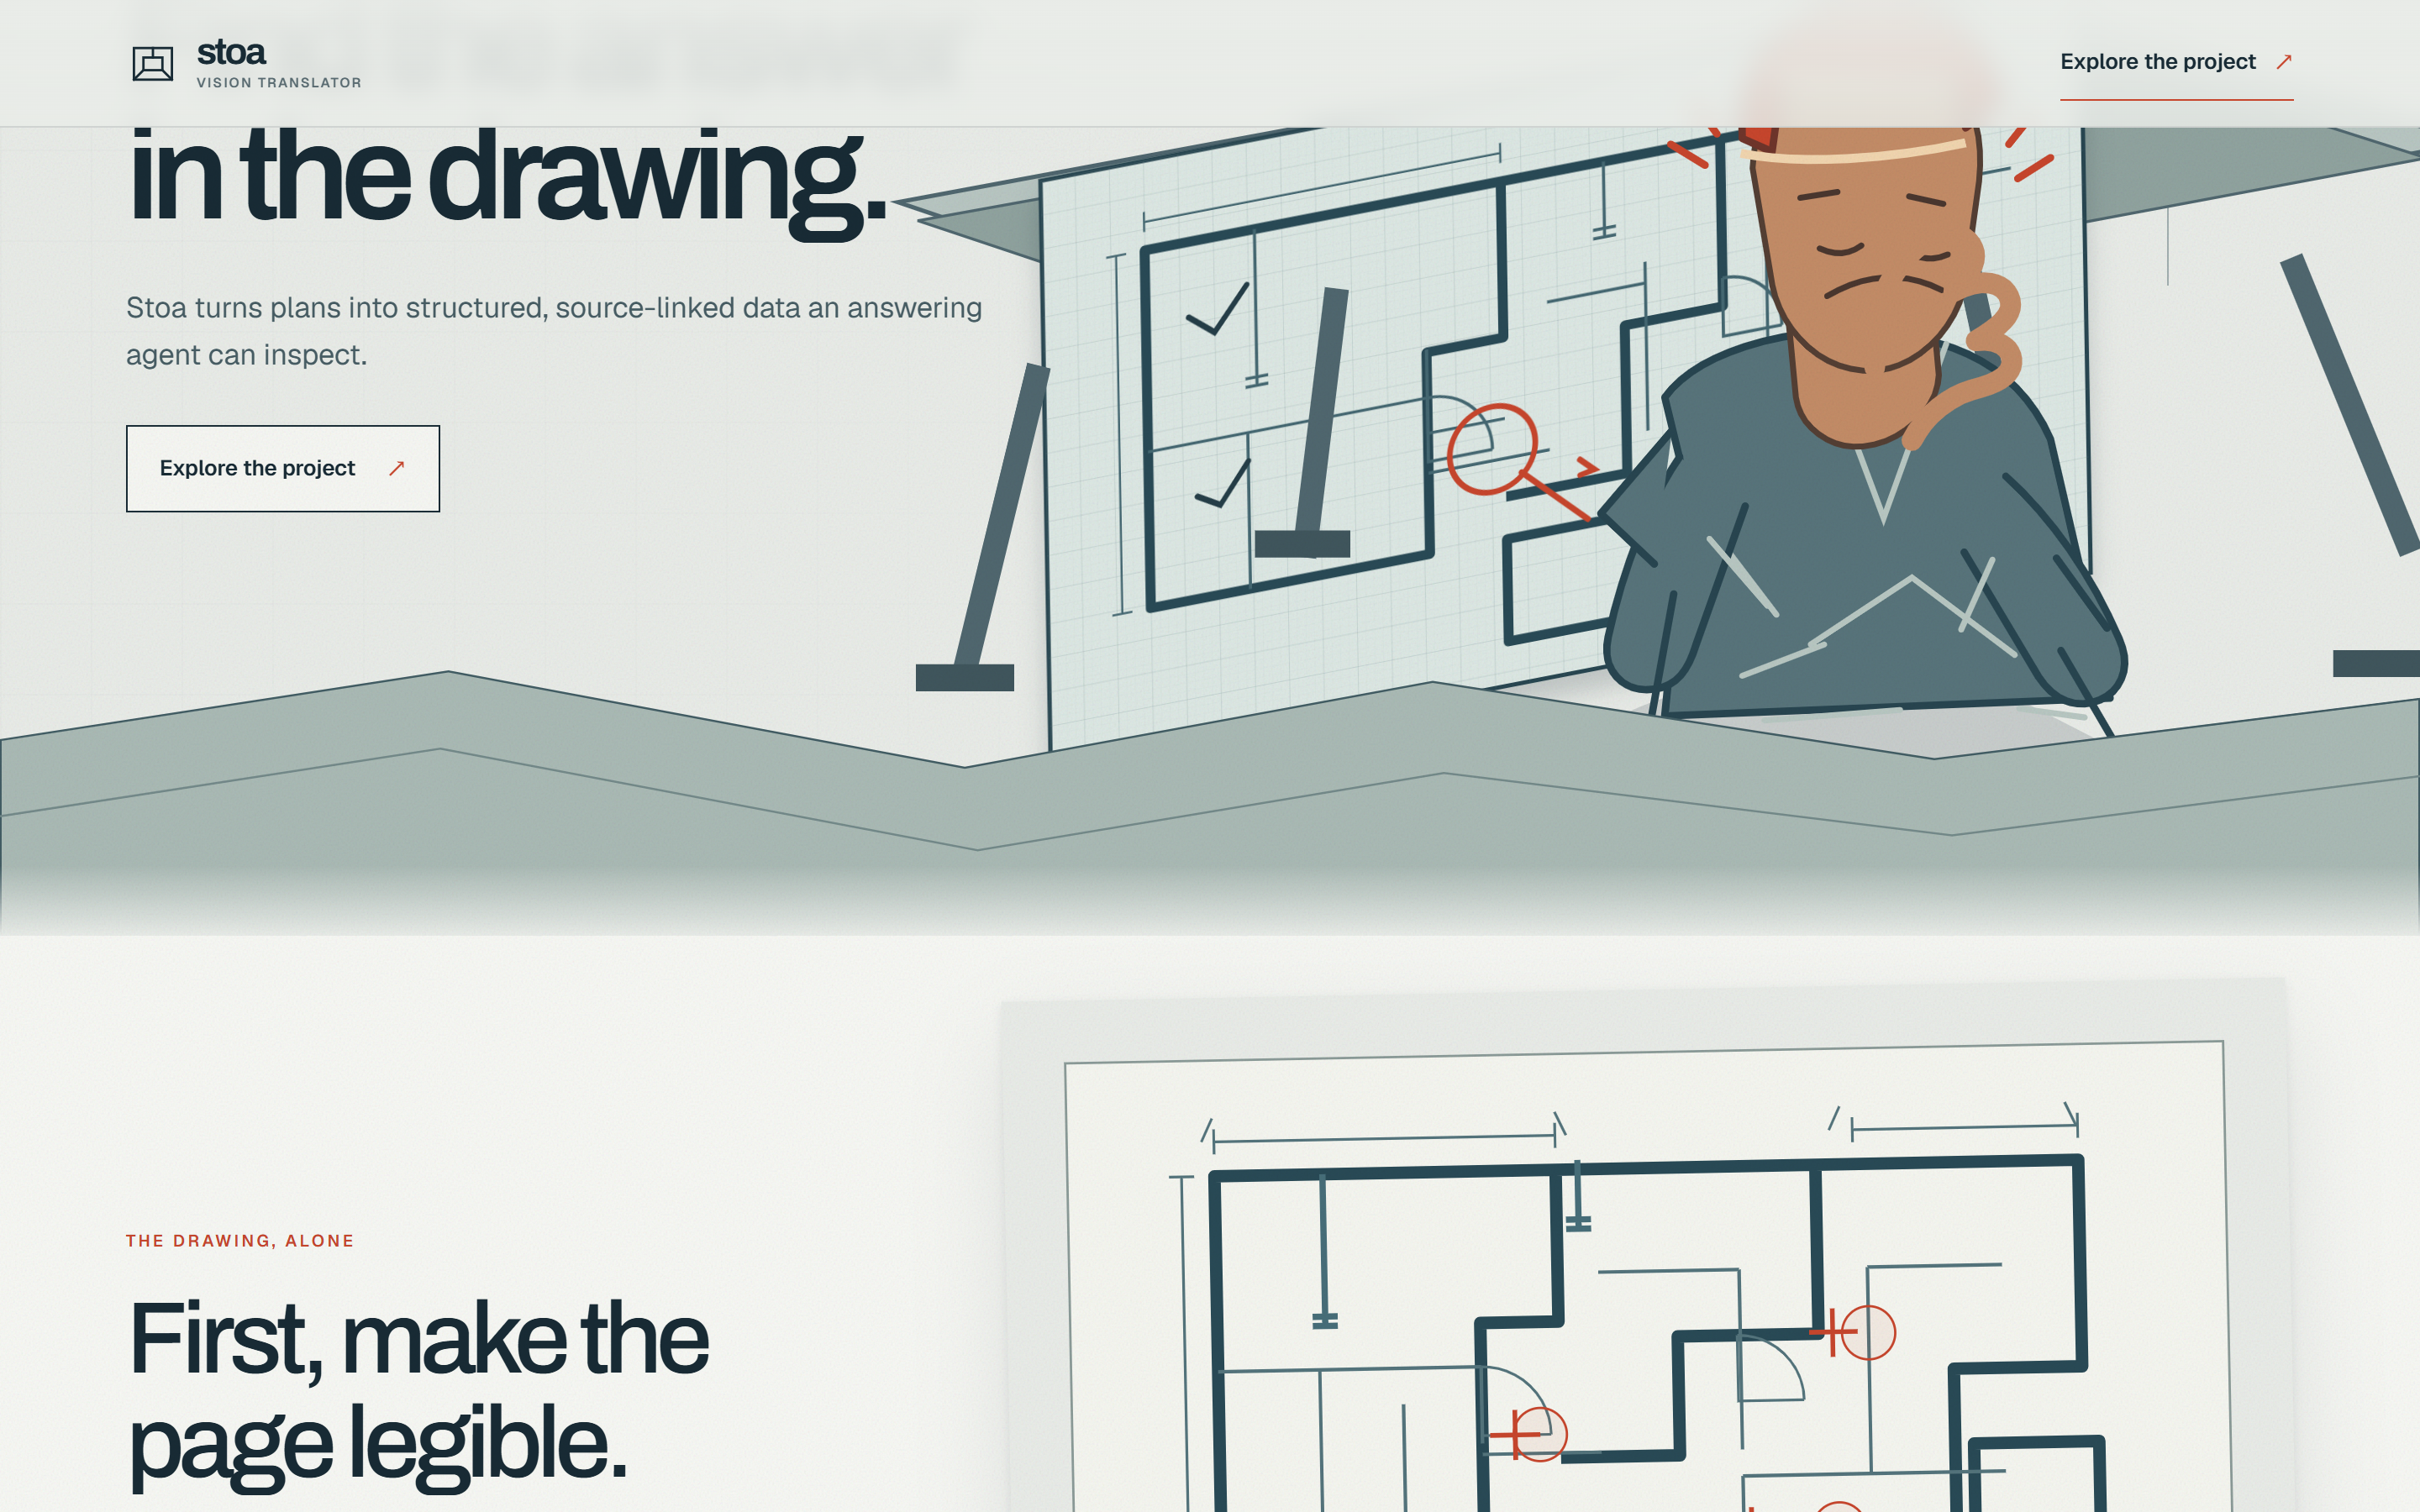 stoa
VISION TRANSLATOR
Explore the project ↗
in the drawing.
Stoa turns plans into structured, source-linked data an answering
agent can inspect.
Explore the project ↗
THE DRAWING, ALONE
First, make the
page legible.